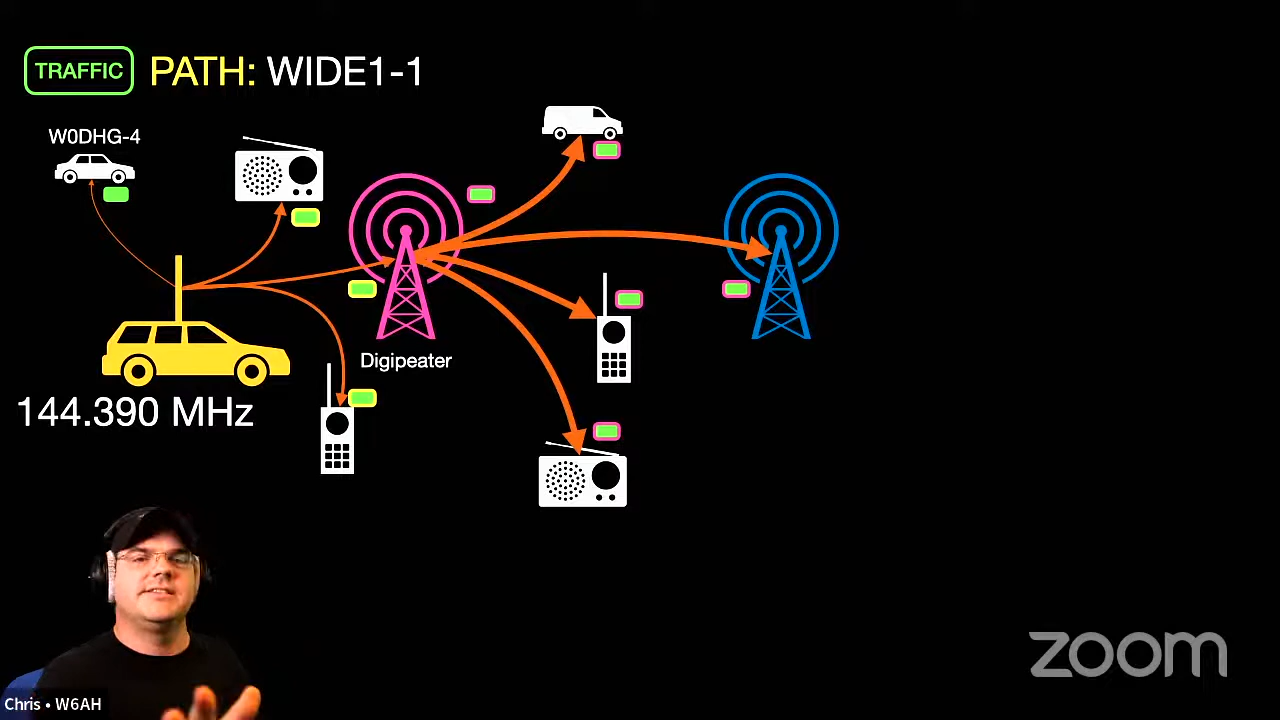 TRAFFIC PATH: WIDE1-1
W0DHG-4
Digipeater
144.390 MHz
Chris • W6AH
zoom